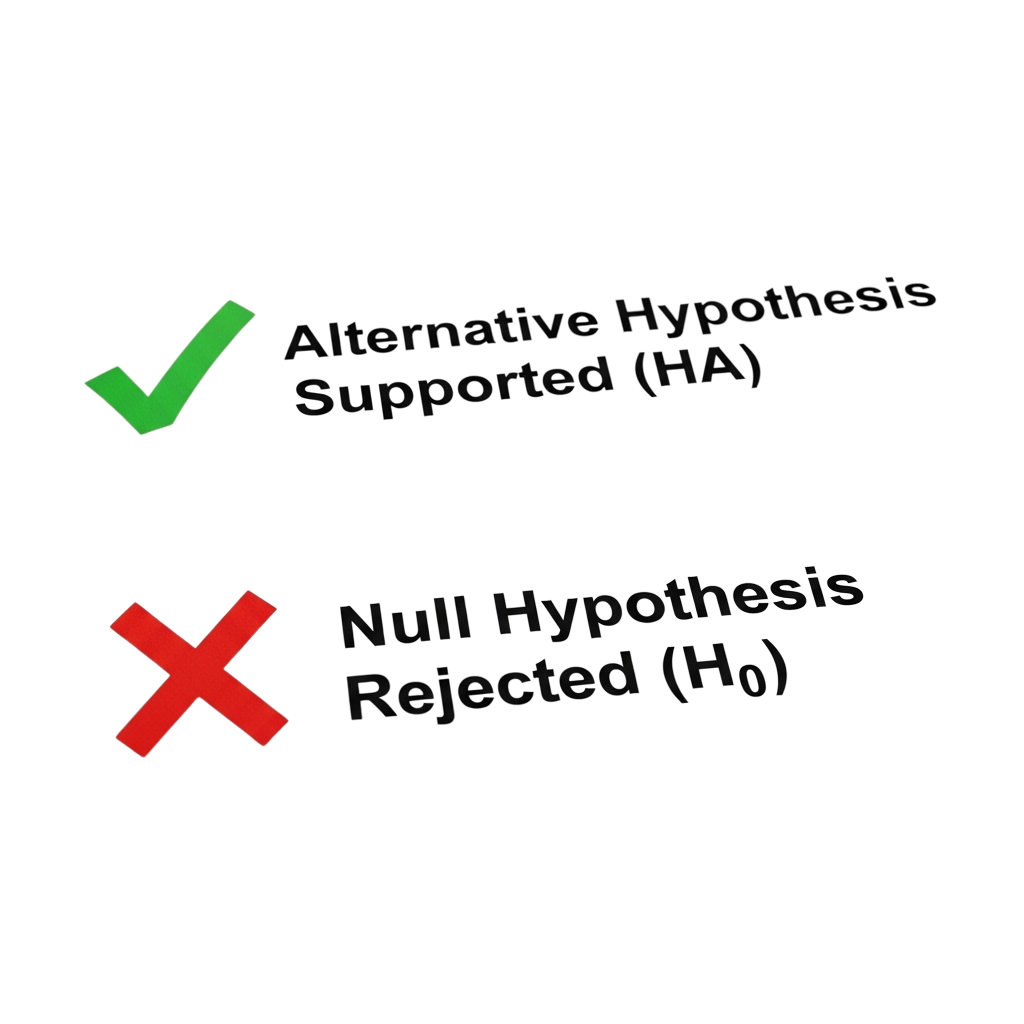 Alternative Hypothesis
Supported (HA)
Null Hypothesis
Rejected (H₀)